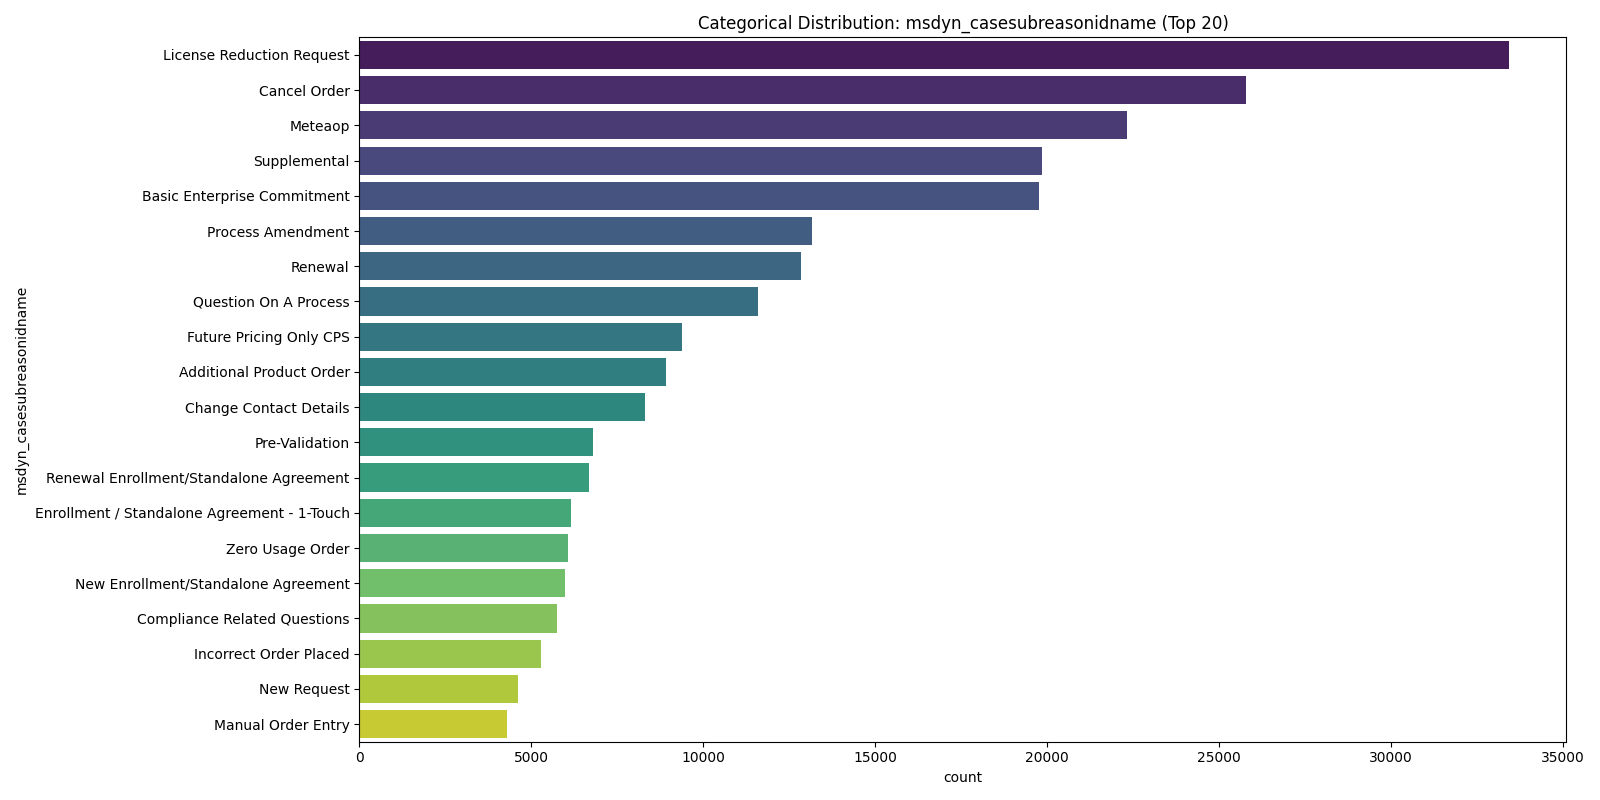 Categorical Distribution: msdyn_casesubreasonidname (Top 20)
msdyn_casesubreasonidname
License Reduction Request
Cancel Order
Meteaop
Supplemental
Basic Enterprise Commitment
Process Amendment
Renewal
Question On A Process
Future Pricing Only CPS
Additional Product Order
Change Contact Details
Pre-Validation
Renewal Enrollment/Standalone Agreement
Enrollment / Standalone Agreement - 1-Touch
Zero Usage Order
New Enrollment/Standalone Agreement
Compliance Related Questions
Incorrect Order Placed
New Request
Manual Order Entry
0 5000 10000 15000 20000 25000 30000 35000
count